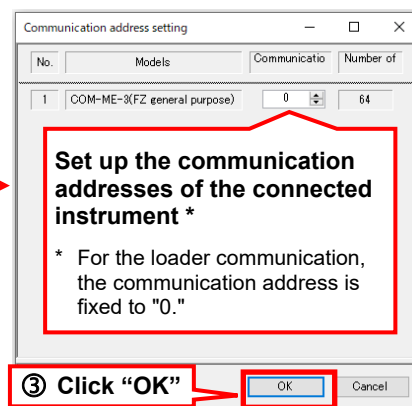 Communication address setting
No. Models Communicatio Number of
1 COM-ME-3(FZ general purpose) 0 64
Set up the communication
addresses of the connected
instrument *
* For the loader communication,
the communication address is
fixed to "0."
③ Click “OK”
OK Cancel